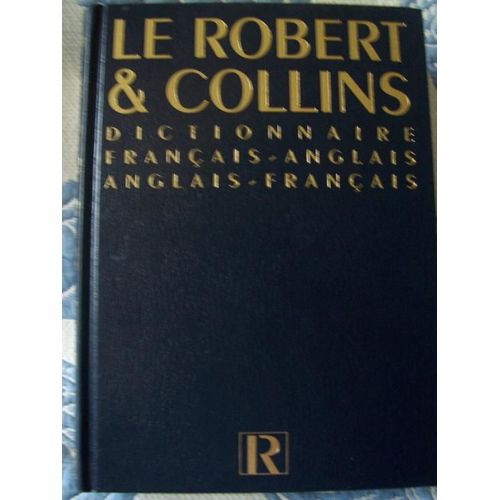 LE ROBERT
& COLLINS
DICTIONNAIRE
FRANÇAIS-ANGLAIS
ANGLAIS-FRANÇAIS
R